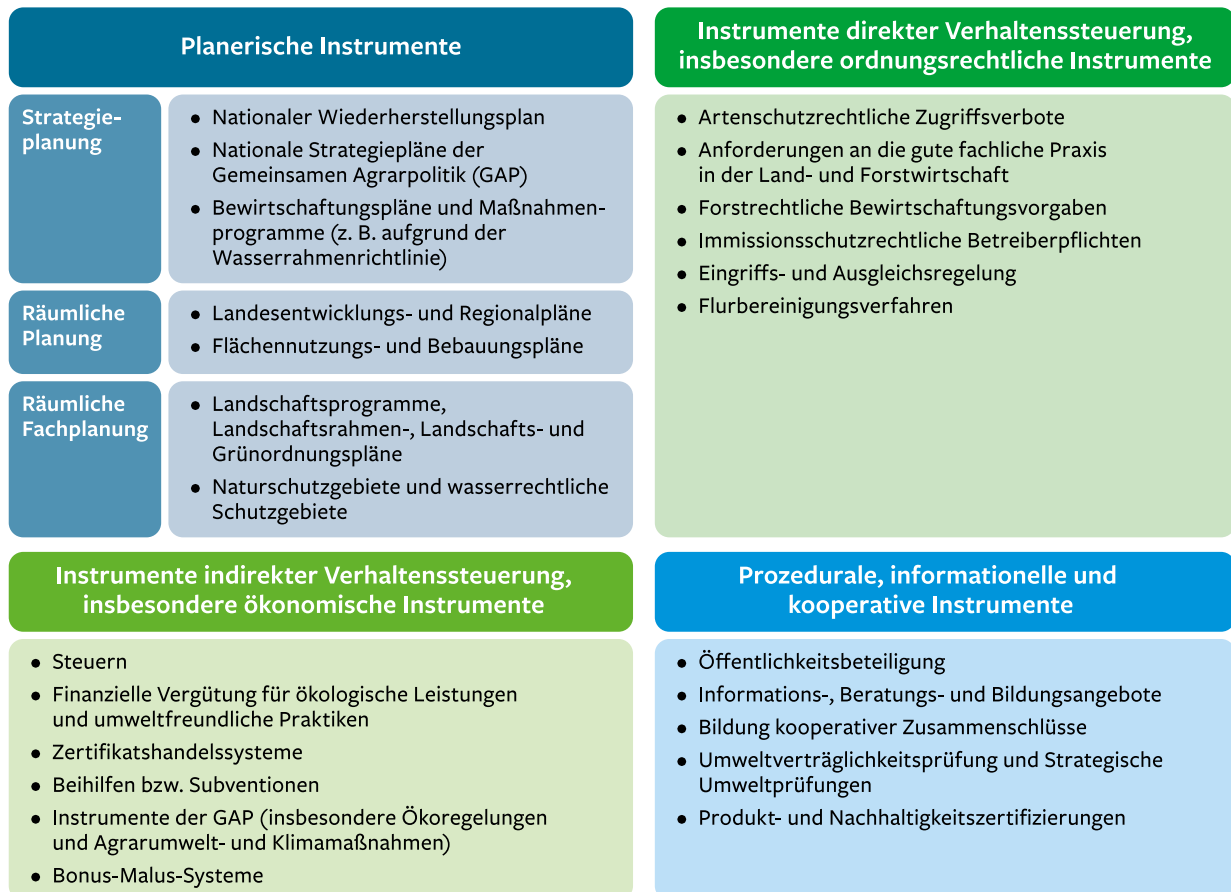 Planerische Instrumente
Strategie-
planung
• Nationaler Wiederherstellungsplan
• Nationale Strategiepläne der
Gemeinsamen Agrarpolitik (GAP)
• Bewirtschaftungspläne und Maßnahmen-
programme (z. B. aufgrund der
Wasserrahmenrichtlinie)
Räumliche
Planung
• Landesentwicklungs- und Regionalpläne
• Flächennutzungs- und Bebauungspläne
Räumliche
Fachplanung
• Landschaftsprogramme,
Landschaftsrahmen-, Landschafts- und
Grünordnungspläne
• Naturschutzgebiete und wasserrechtliche
Schutzgebiete
Instrumente direkter Verhaltenssteuerung,
insbesondere ordnungsrechtliche Instrumente
• Artenschutzrechtliche Zugriffsverbote
• Anforderungen an die gute fachliche Praxis
in der Land- und Forstwirtschaft
• Forstrechtliche Bewirtschaftungsvorgaben
• Immissionsschutzrechtliche Betreiberpflichten
• Eingriffs- und Ausgleichsregelung
• Flurbereinigungsverfahren
Instrumente indirekter Verhaltenssteuerung,
insbesondere ökonomische Instrumente
• Steuern
• Finanzielle Vergütung für ökologische Leistungen
und umweltfreundliche Praktiken
• Zertifikatshandelssysteme
• Beihilfen bzw. Subventionen
• Instrumente der GAP (insbesondere Ökoregelungen
und Agrarumwelt- und Klimamaßnahmen)
• Bonus-Malus-Systeme
Prozedurale, informationelle und
kooperative Instrumente
• Öffentlichkeitsbeteiligung
• Informations-, Beratungs- und Bildungsangebote
• Bildung kooperativer Zusammenschlüsse
• Umweltverträglichkeitsprüfung und Strategische
Umweltprüfungen
• Produkt- und Nachhaltigkeitszertifizierungen